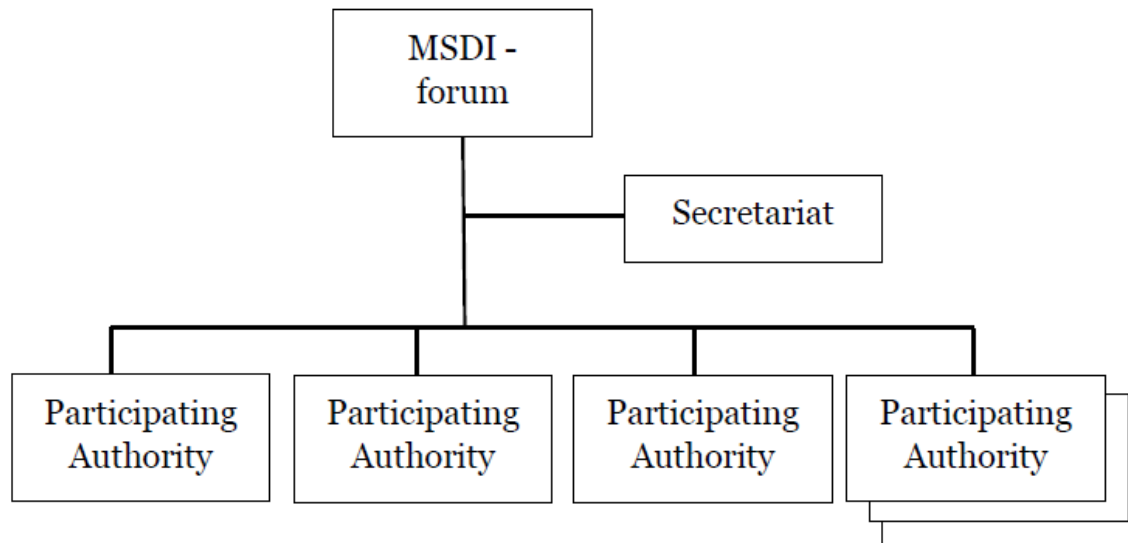 MSDI -
forum
Secretariat
Participating
Authority
Participating
Authority
Participating
Authority
Participating
Authority